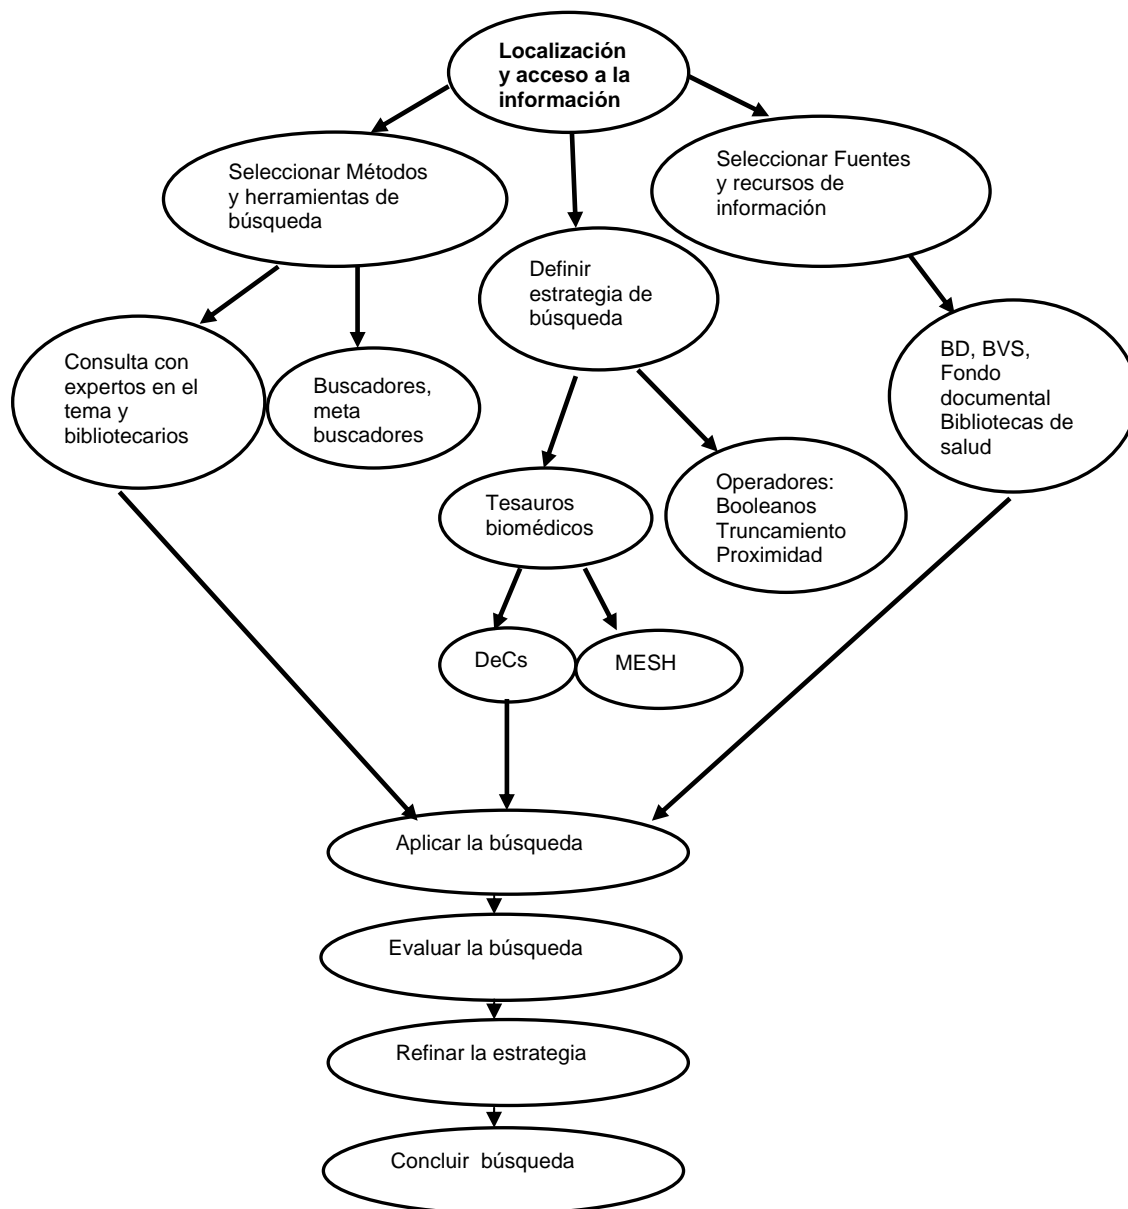 Localización
y acceso a la
información
Seleccionar Métodos
y herramientas de
búsqueda
Seleccionar Fuentes
y recursos de
información
Definir
estrategia de
búsqueda
Consulta con
expertos en el
tema y
bibliotecarios
Buscadores,
meta
buscadores
BD, BVS,
Fondo
documental
Bibliotecas de
salud
Tesauros
biomédicos
Operadores:
Booleanos
Truncamiento
Proximidad
DeCs
MESH
Aplicar la búsqueda
Evaluar la búsqueda
Refinar la estrategia
Concluir búsqueda